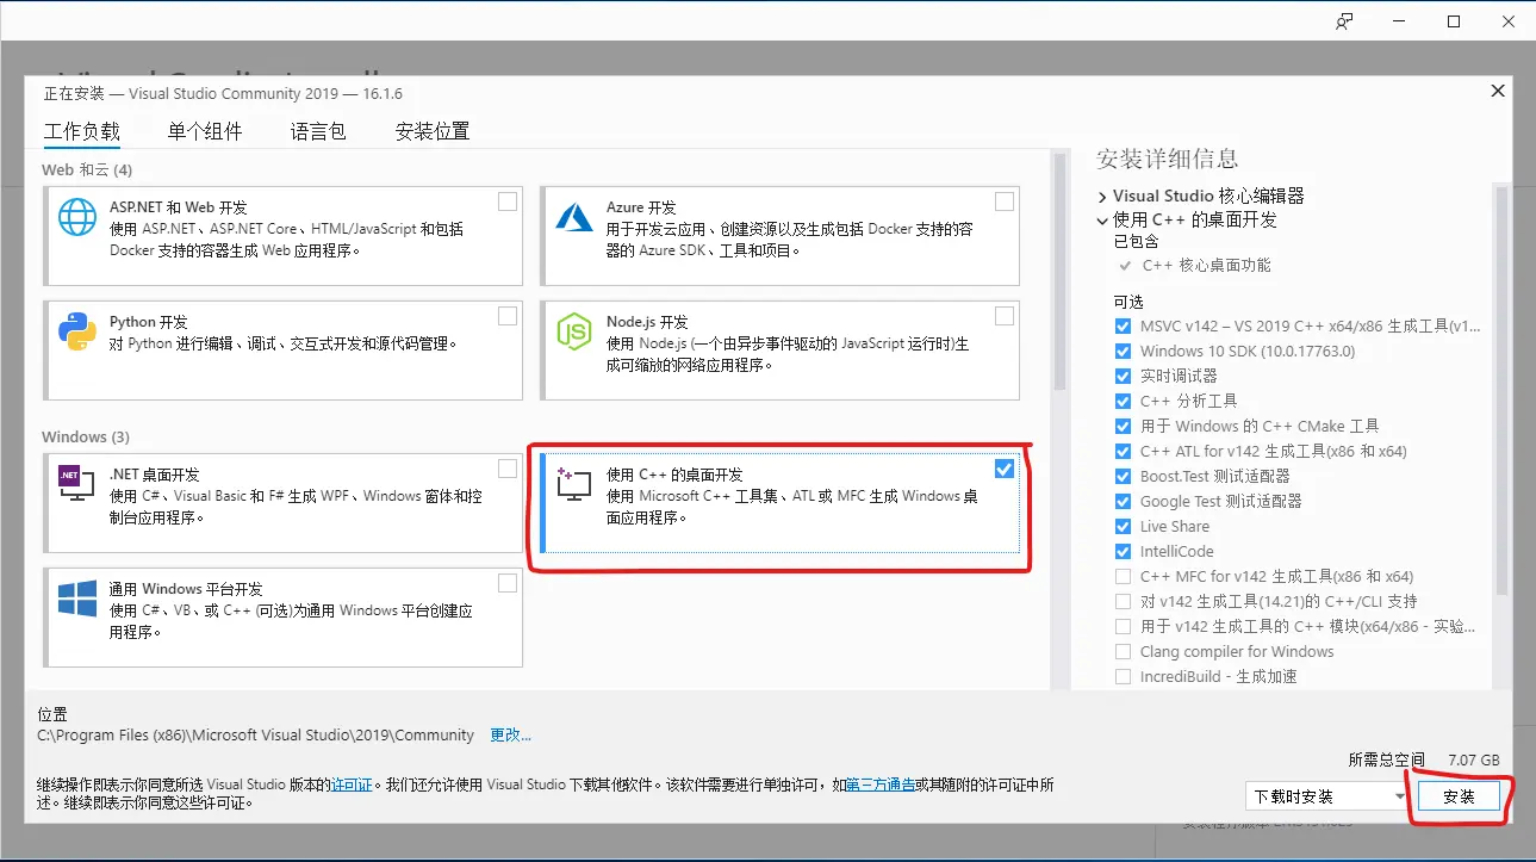 正在安装 — Visual Studio Community 2019 — 16.1.6
工作负载 单个组件 语言包 安装位置
Web 和云 (4)
ASP.NET 和 Web 开发
使用 ASP.NET、ASP.NET Core、HTML/JavaScript 和包括
Docker 支持的容器生成 Web 应用程序。
Azure 开发
用于开发云应用、创建资源以及生成包括 Docker 支持的容
器的 Azure SDK、工具和项目。
Python 开发
对 Python 进行编辑、调试、交互式开发和源代码管理。
Node.js 开发
使用 Node.js (一个由异步事件驱动的 JavaScript 运行时)生
成可缩放的网络应用程序。
Windows (3)
.NET
.NET 桌面开发
使用 C#、Visual Basic 和 F# 生成 WPF、Windows 窗体和控
制台应用程序。
使用 C++ 的桌面开发
使用 Microsoft C++ 工具集、ATL 或 MFC 生成 Windows 桌
面应用程序。
通用 Windows 平台开发
使用 C#、VB、或 C++ (可选)为通用 Windows 平台创建应
用程序。
安装详细信息
Visual Studio 核心编辑器
使用 C++ 的桌面开发
已包含
C++ 核心桌面功能
可选
MSVC v142 – VS 2019 C++ x64/x86 生成工具(v1...
Windows 10 SDK (10.0.17763.0)
实时调试器
C++ 分析工具
用于 Windows 的 C++ CMake 工具
C++ ATL for v142 生成工具(x86 和 x64)
Boost.Test 测试适配器
Google Test 测试适配器
Live Share
IntelliCode
C++ MFC for v142 生成工具(x86 和 x64)
对 v142 生成工具(14.21)的 C++/CLI 支持
用于 v142 生成工具的 C++ 模块(x64/x86 - 实验...
Clang compiler for Windows
IncrediBuild - 生成加速
位置
C:\Program Files (x86)\Microsoft Visual Studio\2019\Community 更改...
继续操作即表示你同意所选 Visual Studio 版本的许可证。我们还允许使用 Visual Studio 下载其他软件。该软件需要进行单独许可，如第三方通告或其随附的许可证中所
述。继续即表示你同意这些许可证。
所需总空间 7.07 GB
下载时安装 安装